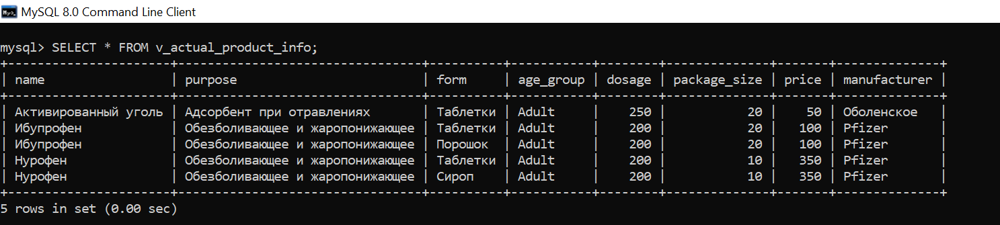 MySQL 8.0 Command Line Client
mysql> SELECT * FROM v_actual_product_info;
+----------------------+---------------------------------+----------+-----------+--------+--------------+-------+--------------+
| name                 | purpose                         | form     | age_group | dosage | package_size | price | manufacturer |
+----------------------+---------------------------------+----------+-----------+--------+--------------+-------+--------------+
| Активированный уголь | Адсорбент при отравлениях       | Таблетки | Adult     |    250 |           20 |    50 | Оболенское   |
| Ибупрофен            | Обезболивающее и жаропонижающее | Таблетки | Adult     |    200 |           20 |   100 | Pfizer       |
| Ибупрофен            | Обезболивающее и жаропонижающее | Порошок  | Adult     |    200 |           20 |   100 | Pfizer       |
| Нурофен              | Обезболивающее и жаропонижающее | Таблетки | Adult     |    200 |           10 |   350 | Pfizer       |
| Нурофен              | Обезболивающее и жаропонижающее | Сироп    | Adult     |    200 |           10 |   350 | Pfizer       |
+----------------------+---------------------------------+----------+-----------+--------+--------------+-------+--------------+
5 rows in set (0.00 sec)